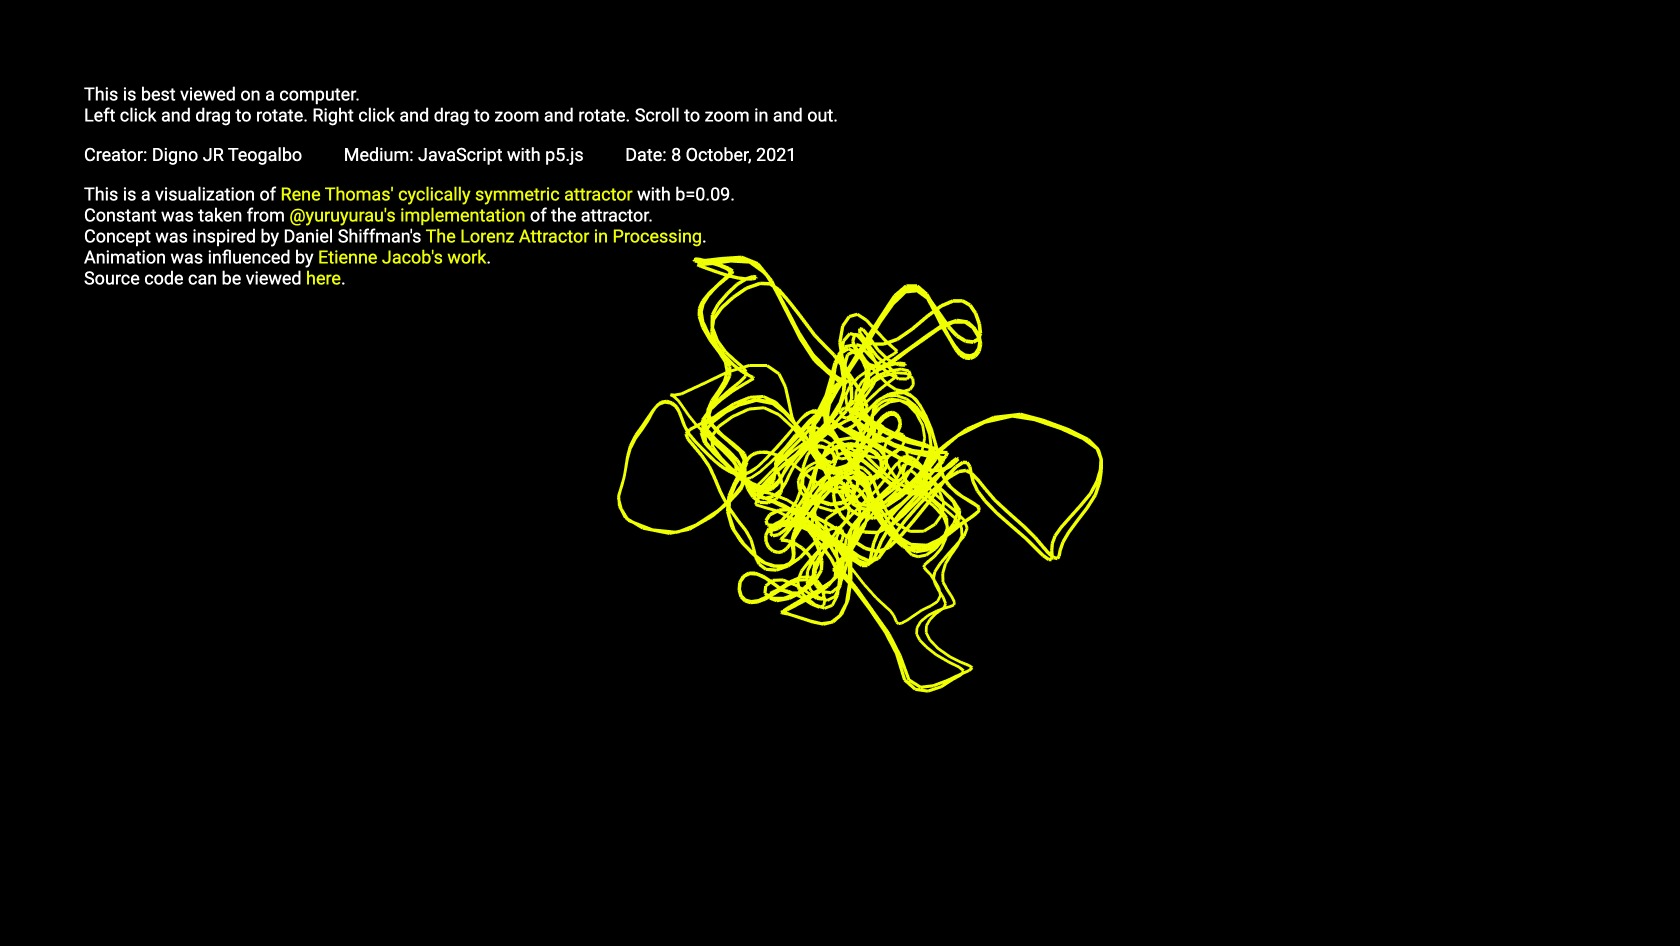 This is best viewed on a computer.
Left click and drag to rotate. Right click and drag to zoom and rotate. Scroll to zoom in and out.
Creator: Digno JR Teogalbo Medium: JavaScript with p5.js Date: 8 October, 2021
This is a visualization of Rene Thomas' cyclically symmetric attractor with b=0.09.
Constant was taken from @yuruyurau's implementation of the attractor.
Concept was inspired by Daniel Shiffman's The Lorenz Attractor in Processing.
Animation was influenced by Etienne Jacob's work.
Source code can be viewed here.